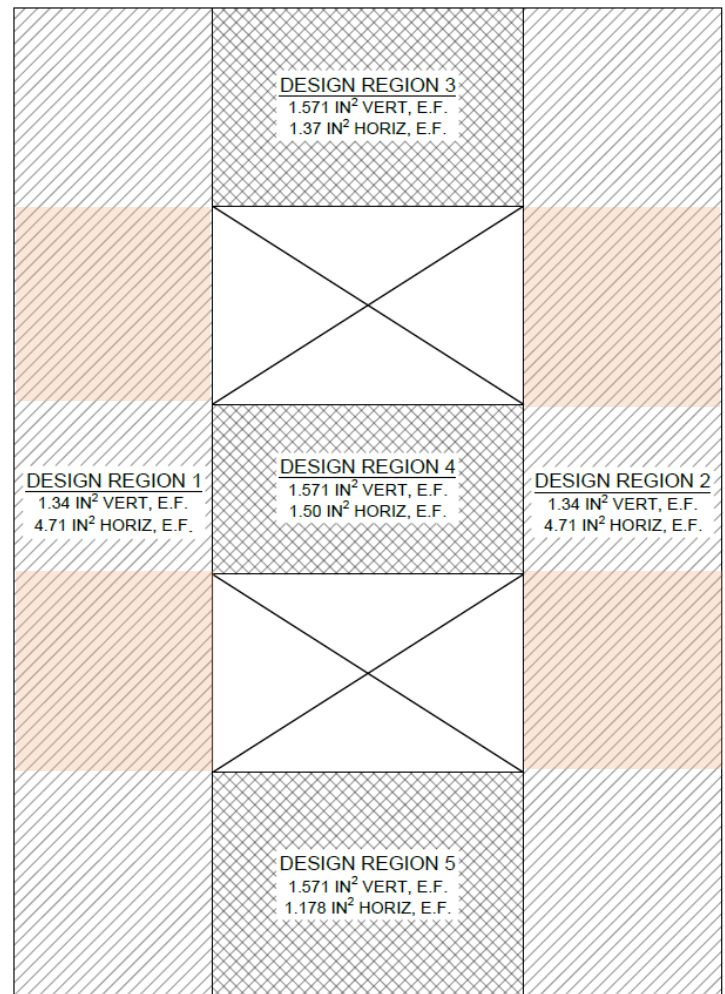 DESIGN REGION 3
1.571 IN² VERT, E.F.
1.37 IN² HORIZ, E.F.
DESIGN REGION 1
1.34 IN² VERT, E.F.
4.71 IN² HORIZ, E.F.
DESIGN REGION 4
1.571 IN² VERT, E.F.
1.50 IN² HORIZ, E.F.
DESIGN REGION 2
1.34 IN² VERT, E.F.
4.71 IN² HORIZ, E.F.
DESIGN REGION 5
1.571 IN² VERT, E.F.
1.178 IN² HORIZ, E.F.